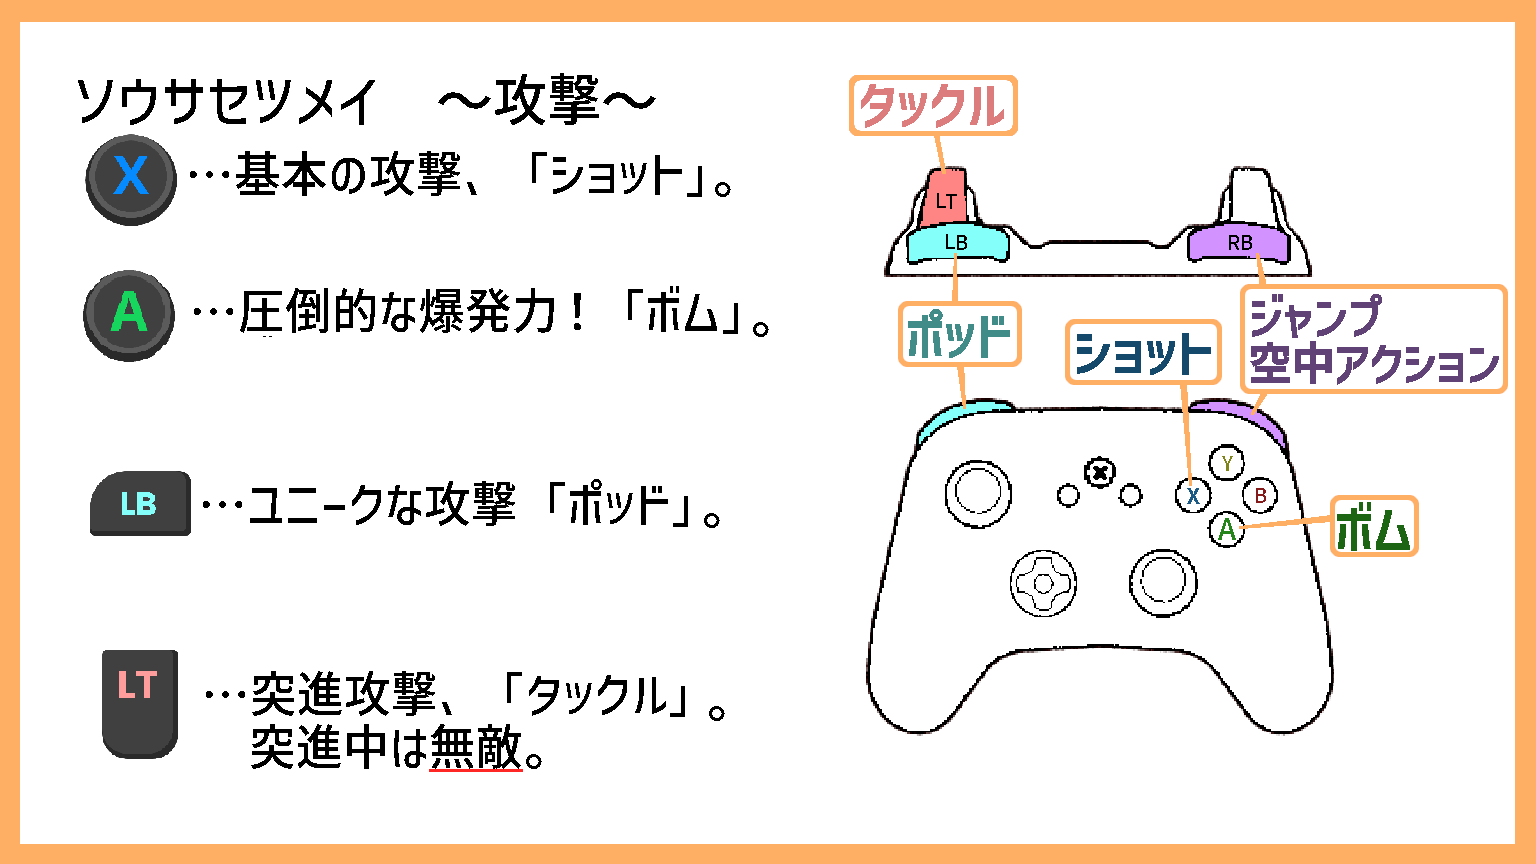 ソウサセツメイ　～攻撃～
X …基本の攻撃、「ショット」。
A …圧倒的な爆発力！「ボム」。
LB …ユニークな攻撃「ポッド」。
LT …突進攻撃、「タックル」。
突進中は無敵。
タックル
LT
LB
RB
ポッド
ショット
ジャンプ
空中アクション
Y
X
B
A
ボム